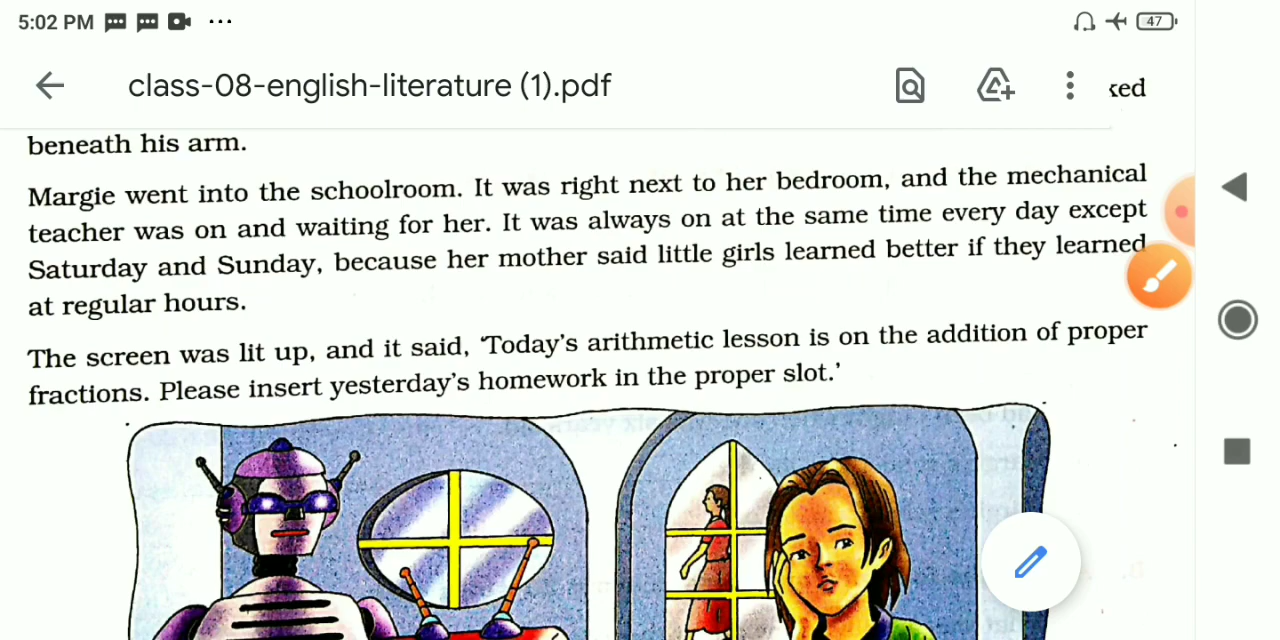 5:02 PM
47
class-08-english-literature (1).pdf
beneath his arm.
Margie went into the schoolroom. It was right next to her bedroom, and the mechanical
teacher was on and waiting for her. It was always on at the same time every day except
Saturday and Sunday, because her mother said little girls learned better if they learned
at regular hours.
The screen was lit up, and it said, ‘Today’s arithmetic lesson is on the addition of proper
fractions. Please insert yesterday’s homework in the proper slot.’